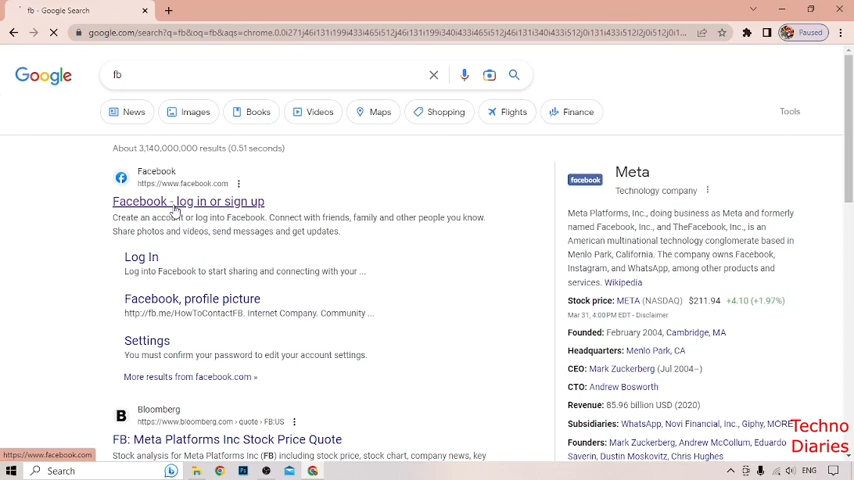 fb - Google Search
google.com/search?q=fb&oq=fb&aqs=chrome.0.0i271j46i131i199i433i465i512j46i131i199i340i433i465i512j0i131i433i512l2j0i512j0i1...
Paused
Google
fb
News
Images
Books
Videos
Maps
Shopping
Flights
Finance
Tools
About 3,140,000,000 results (0.51 seconds)
Facebook
https://www.facebook.com
Facebook - log in or sign up
Create an account or log into Facebook. Connect with friends, family and other people you know.
Share photos and videos, send messages and get updates.
Log In
Log into Facebook to start sharing and connecting with your ...
Facebook, profile picture
http://fb.me/HowToContactFB. Internet Company. Community ...
Settings
You must confirm your password to edit your account settings.
More results from facebook.com »
Bloomberg
https://www.bloomberg.com › quote › FB:US
FB: Meta Platforms Inc Stock Price Quote
Stock analysis for Meta Platforms Inc (FB) including stock price, stock chart, company news, key
facebook
Meta
Technology company
Meta Platforms, Inc., doing business as Meta and formerly
named Facebook, Inc., and TheFacebook, Inc., is an
American multinational technology conglomerate based in
Menlo Park, California. The company owns Facebook,
Instagram, and WhatsApp, among other products and
services. Wikipedia
Stock price: META (NASDAQ) $211.94 +4.10 (+1.97%)
Mar 31, 4:00 PM EDT - Disclaimer
Founded: February 2004, Cambridge, MA
Headquarters: Menlo Park, CA
CEO: Mark Zuckerberg (Jul 2004–)
CTO: Andrew Bosworth
Revenue: 85.96 billion USD (2020)
Subsidiaries: WhatsApp, Novi Financial, Inc., Giphy, MORE
Founders: Mark Zuckerberg, Andrew McCollum, Eduardo
Saverin, Dustin Moskovitz, Chris Hughes
Techno
Diaries
https://www.facebook.com
Search
ENG